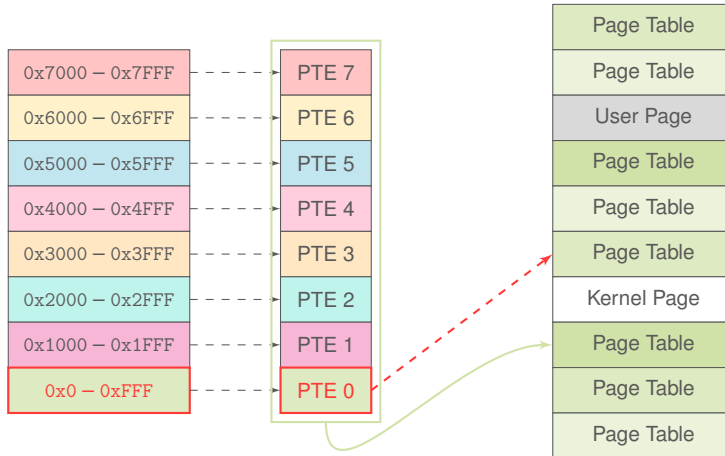 0x7000 – 0x7FFF
0x6000 – 0x6FFF
0x5000 – 0x5FFF
0x4000 – 0x4FFF
0x3000 – 0x3FFF
0x2000 – 0x2FFF
0x1000 – 0x1FFF
0x0 – 0xFFF
PTE 7
PTE 6
PTE 5
PTE 4
PTE 3
PTE 2
PTE 1
PTE 0
Page Table
Page Table
User Page
Page Table
Page Table
Page Table
Kernel Page
Page Table
Page Table
Page Table